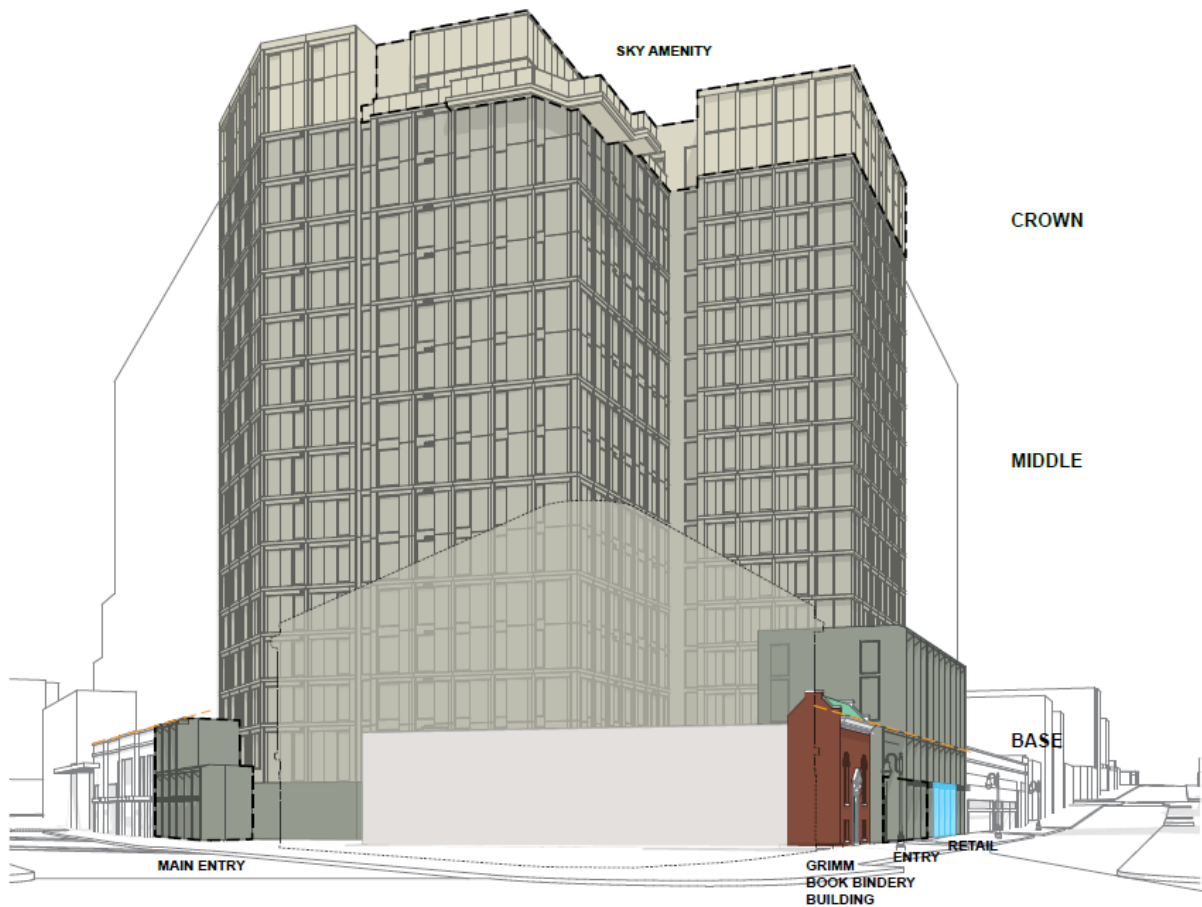 SKY AMENITY
CROWN
MIDDLE
BASE
MAIN ENTRY
GRIMM
BOOK BINDERY
BUILDING
ENTRY
RETAIL